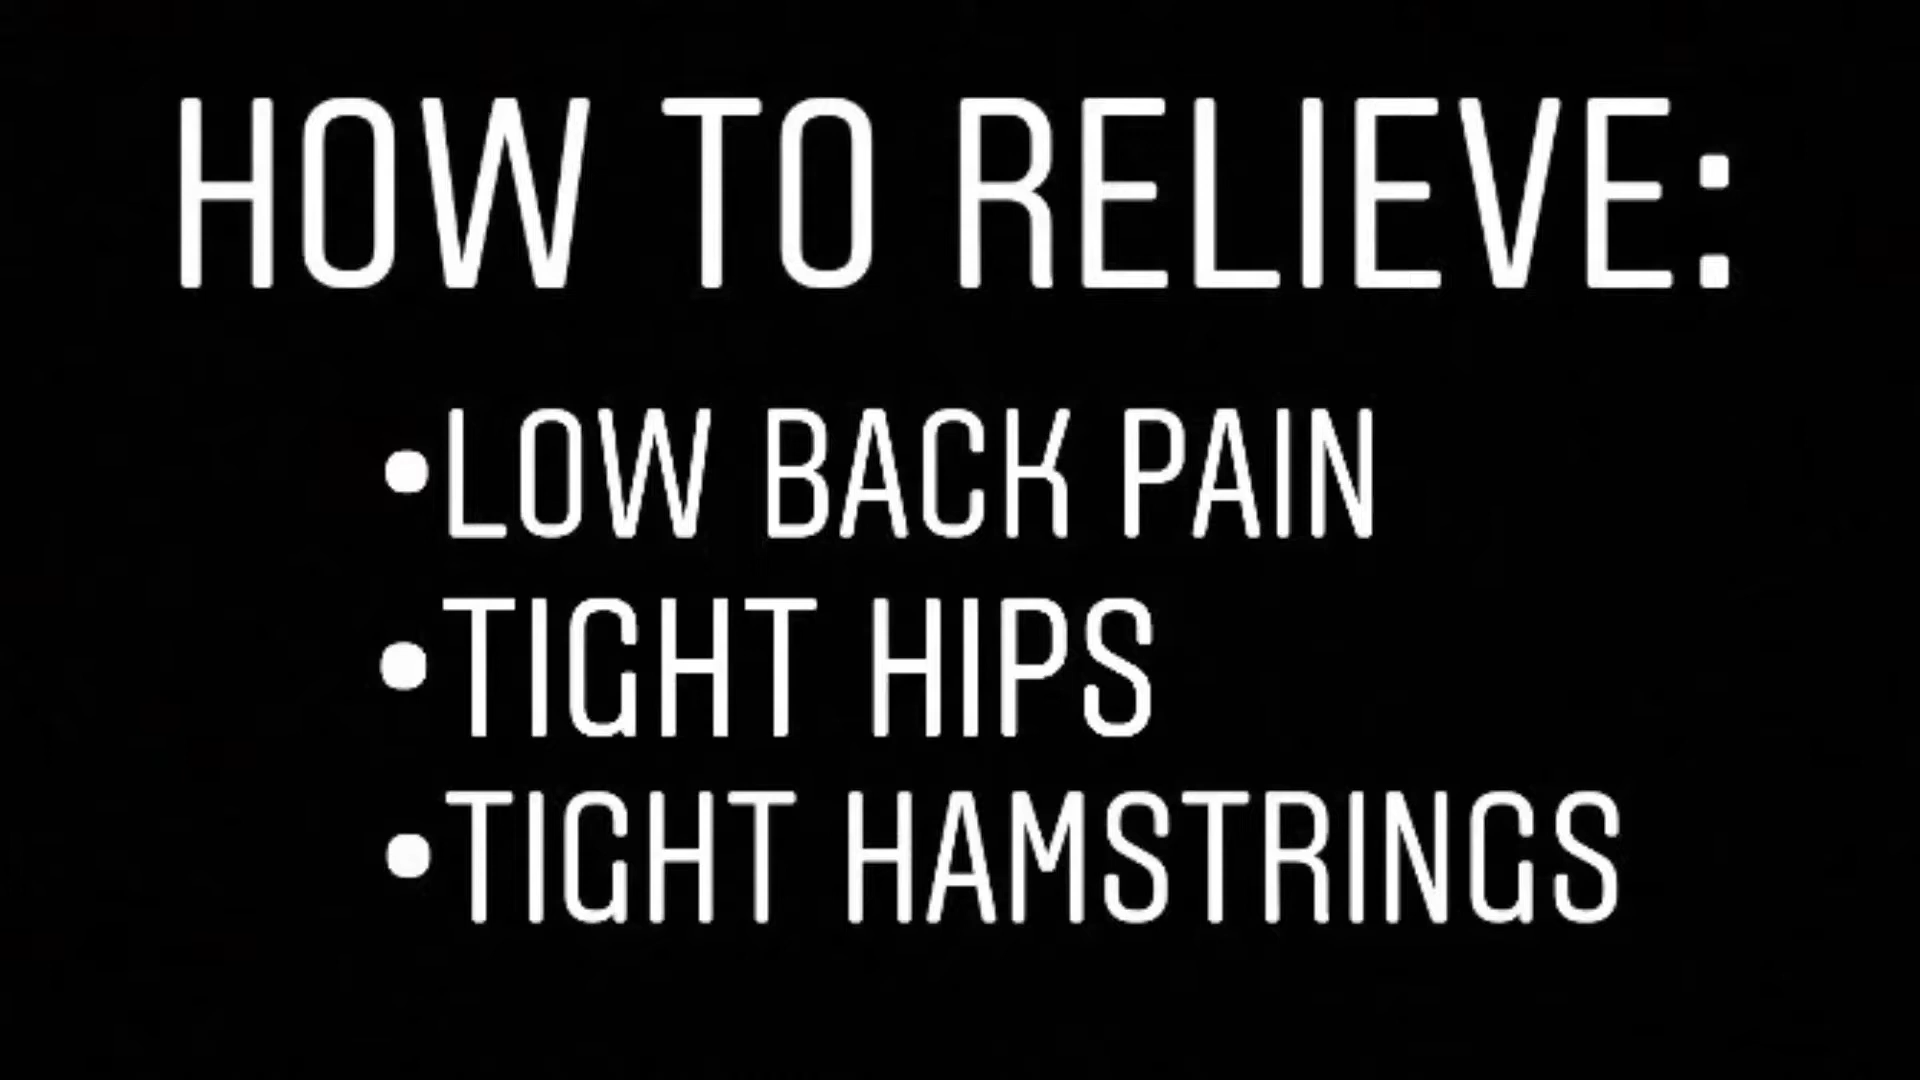 HOW TO RELIEVE:
•LOW BACK PAIN
•TIGHT HIPS
•TIGHT HAMSTRINGS